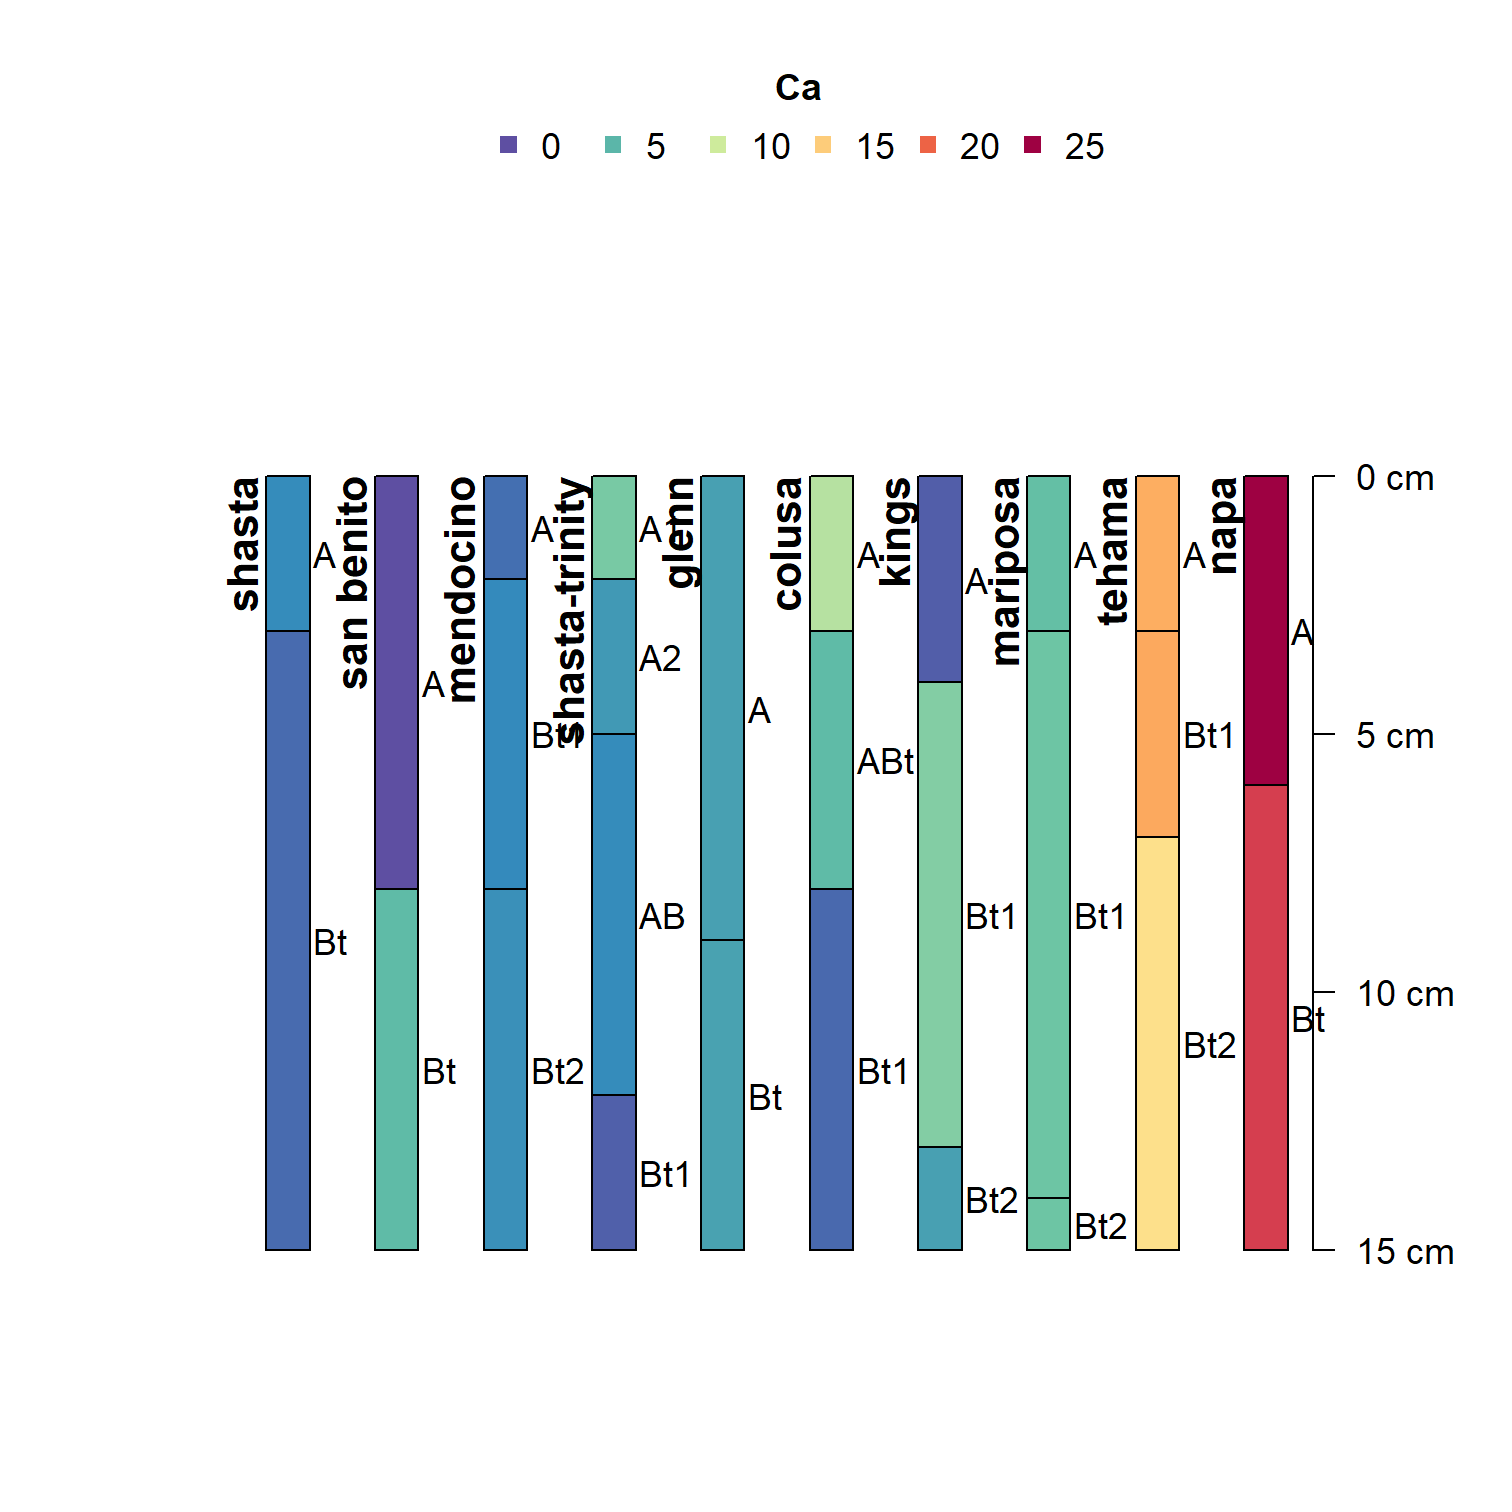 Ca
0 5 10 15 20 25
shasta
A
Bt
san benito
A
Bt
mendocino
A
Bt1
Bt2
shasta-trinity
A1
A2
AB
Bt1
glenn
A
Bt
colusa
A
ABt
Bt1
kings
A
Bt1
Bt2
mariposa
A
Bt1
Bt2
tehama
A
Bt1
Bt2
napa
A
Bt
0 cm
5 cm
10 cm
15 cm